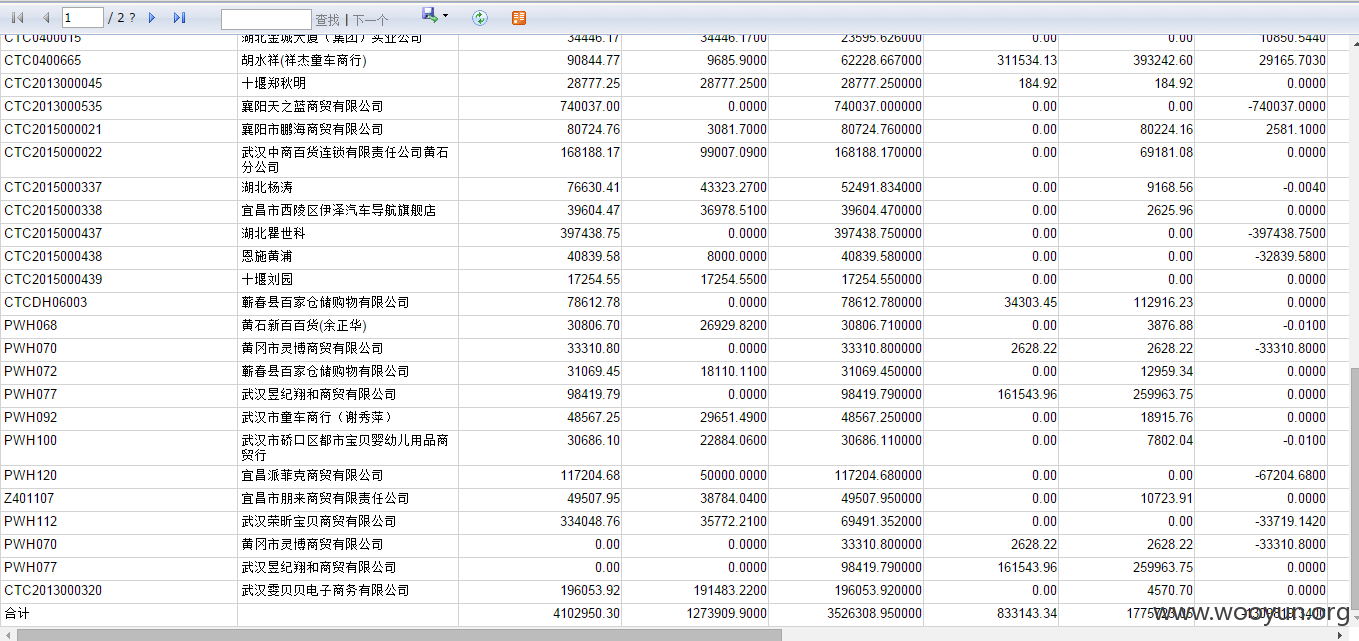 1 / 2 ? 查找 | 下一个
CTC0400015 湖北金城大厦（集团）实业公司 34446.17 34446.1700 23595.626000 0.00 0.00 10850.5440
CTC0400665 胡水祥(祥杰童车商行) 90844.77 9685.9000 62228.667000 311534.13 393242.60 29165.7030
CTC2013000045 十堰郑秋明 28777.25 28777.2500 28777.250000 184.92 184.92 0.0000
CTC2013000535 襄阳天之蓝商贸有限公司 740037.00 0.0000 740037.000000 0.00 0.00 -740037.0000
CTC2015000021 襄阳市鹏海商贸有限公司 80724.76 3081.7000 80724.760000 0.00 80224.16 2581.1000
CTC2015000022 武汉中商百货连锁有限责任公司黄石 168188.17 99007.0900 168188.170000 0.00 69181.08 0.0000
分公司
CTC2015000337 湖北杨涛 76630.41 43323.2700 52491.834000 0.00 9168.56 -0.0040
CTC2015000338 宜昌市西陵区伊泽汽车导航旗舰店 39604.47 36978.5100 39604.470000 0.00 2625.96 0.0000
CTC2015000437 湖北瞿世科 397438.75 0.0000 397438.750000 0.00 0.00 -397438.7500
CTC2015000438 恩施黄浦 40839.58 8000.0000 40839.580000 0.00 0.00 -32839.5800
CTC2015000439 十堰刘园 17254.55 17254.5500 17254.550000 0.00 0.00 0.0000
CTCDH06003 蕲春县百家仓储购物有限公司 78612.78 0.0000 78612.780000 34303.45 112916.23 0.0000
PWH068 黄石新百百货(余正华) 30806.70 26929.8200 30806.710000 0.00 3876.88 -0.0100
PWH070 黄冈市灵博商贸有限公司 33310.80 0.0000 33310.800000 2628.22 2628.22 -33310.8000
PWH072 蕲春县百家仓储购物有限公司 31069.45 18110.1100 31069.450000 0.00 12959.34 0.0000
PWH077 武汉昱纪翔和商贸有限公司 98419.79 0.0000 98419.790000 161543.96 259963.75 0.0000
PWH092 武汉市童车商行（谢秀萍） 48567.25 29651.4900 48567.250000 0.00 18915.76 0.0000
PWH100 武汉市硚口区都市宝贝婴幼儿用品商 30686.10 22884.0600 30686.110000 0.00 7802.04 -0.0100
贸行
PWH120 宜昌派菲克商贸有限公司 117204.68 50000.0000 117204.680000 0.00 0.00 -67204.6800
Z401107 宜昌市朋来商贸有限责任公司 49507.95 38784.0400 49507.950000 0.00 10723.91 0.0000
PWH112 武汉荣昕宝贝商贸有限公司 334048.76 35772.2100 69491.352000 0.00 0.00 -33719.1420
PWH070 黄冈市灵博商贸有限公司 0.00 0.0000 33310.800000 2628.22 2628.22 -33310.8000
PWH077 武汉昱纪翔和商贸有限公司 0.00 0.0000 98419.790000 161543.96 259963.75 0.0000
CTC2013000320 武汉雯贝贝电子商务有限公司 196053.92 191483.2200 196053.920000 0.00 4570.70 0.0000
合计 4102950.30 1273909.9000 3526308.950000 833143.34
www.wooyun.org